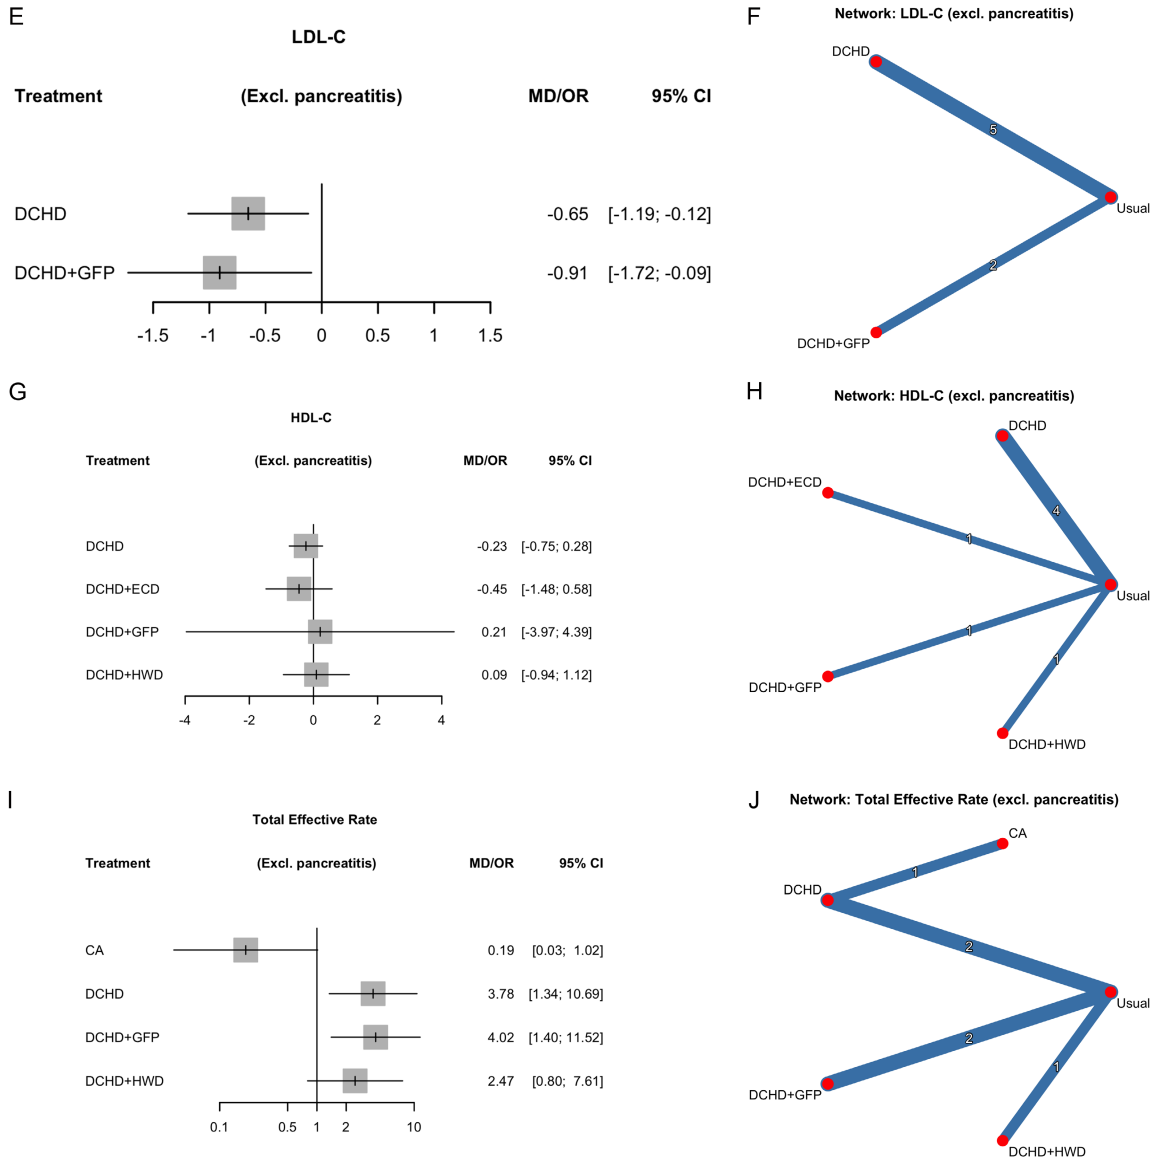 E
LDL-C
Treatment (Excl. pancreatitis) MD/OR 95% CI
DCHD -0.65 [-1.19; -0.12]
DCHD+GFP -0.91 [-1.72; -0.09]
-1.5 -1 -0.5 0 0.5 1 1.5
F
Network: LDL-C (excl. pancreatitis)
DCHD
5
Usual
2
DCHD+GFP
G
HDL-C
Treatment (Excl. pancreatitis) MD/OR 95% CI
DCHD -0.23 [-0.75; 0.28]
DCHD+ECD -0.45 [-1.48; 0.58]
DCHD+GFP 0.21 [-3.97; 4.39]
DCHD+HWD 0.09 [-0.94; 1.12]
-4 -2 0 2 4
H
Network: HDL-C (excl. pancreatitis)
DCHD
DCHD+ECD
4
1
Usual
1
1
DCHD+GFP
DCHD+HWD
I
Total Effective Rate
Treatment (Excl. pancreatitis) MD/OR 95% CI
CA 0.19 [0.03; 1.02]
DCHD 3.78 [1.34; 10.69]
DCHD+GFP 4.02 [1.40; 11.52]
DCHD+HWD 2.47 [0.80; 7.61]
0.1 0.5 1 2 10
J
Network: Total Effective Rate (excl. pancreatitis)
CA
1
DCHD
2
Usual
2
1
DCHD+GFP
DCHD+HWD